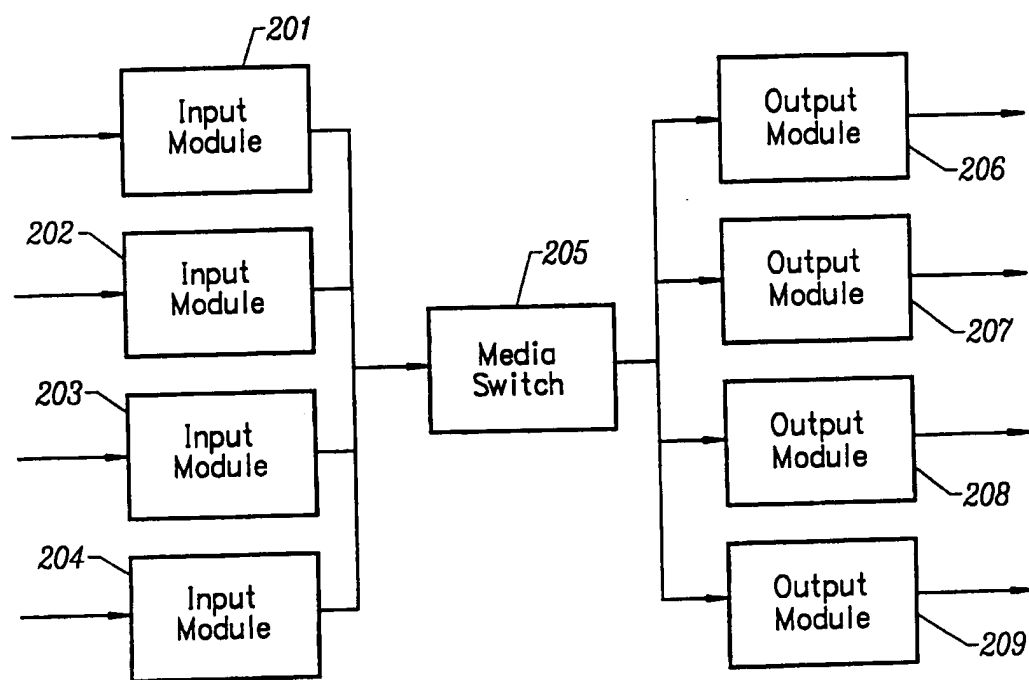 201
Input
Module
202
Input
Module
203
Input
Module
204
Input
Module
205
Media
Switch
Output
Module
206
Output
Module
207
Output
Module
208
Output
Module
209